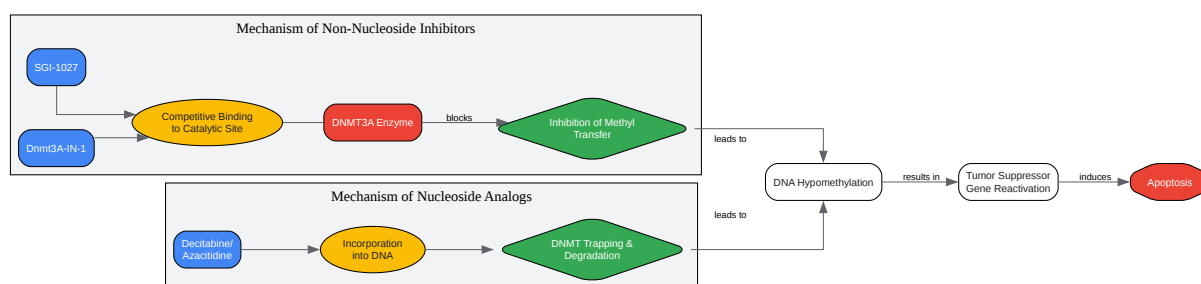 Mechanism of Non-Nucleoside Inhibitors
SGI-1027
Dnmt3A-IN-1
Competitive Binding
to Catalytic Site
DNMT3A Enzyme
blocks
Inhibition of Methyl
Transfer
leads to
Mechanism of Nucleoside Analogs
Decitabine/
Azacitidine
Incorporation
into DNA
DNMT Trapping &
Degradation
leads to
DNA Hypomethylation
results in
Tumor Suppressor
Gene Reactivation
induces
Apoptosis